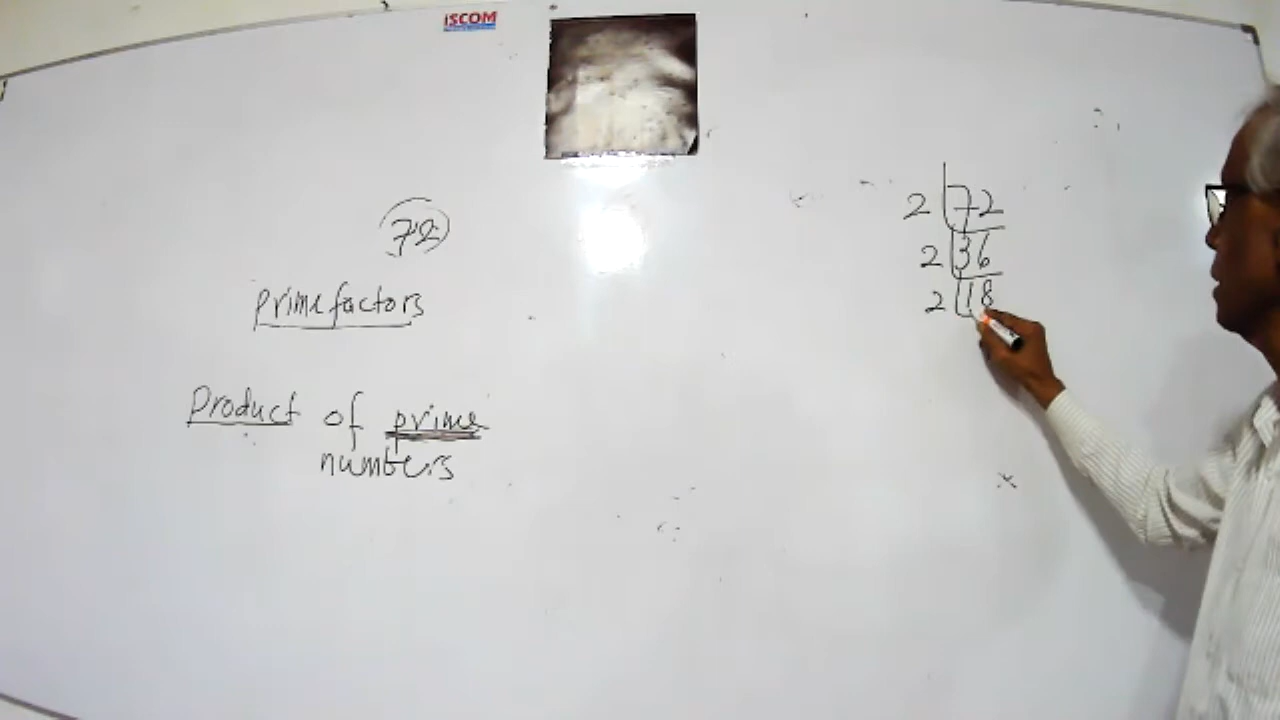 ISCOM
72
Prime factors
Product of prime
numbers
2 72
2 36
2 18